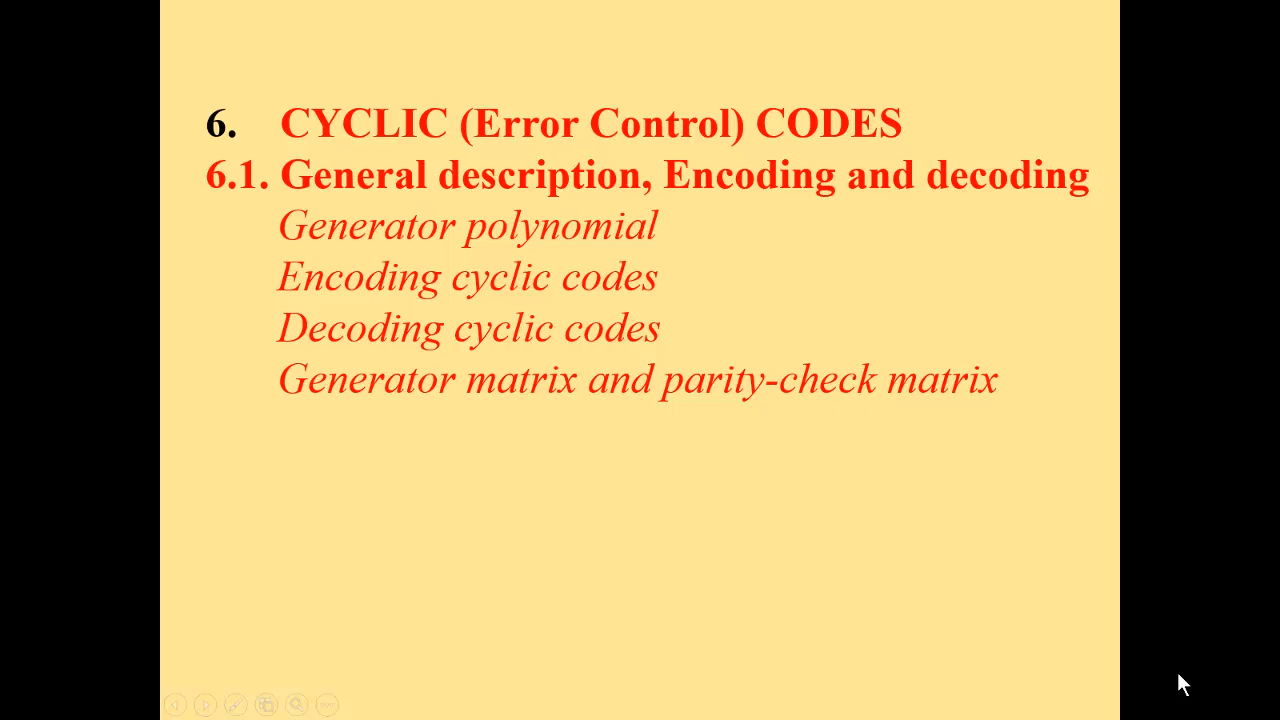 6. CYCLIC (Error Control) CODES
6.1. General description, Encoding and decoding
Generator polynomial
Encoding cyclic codes
Decoding cyclic codes
Generator matrix and parity-check matrix